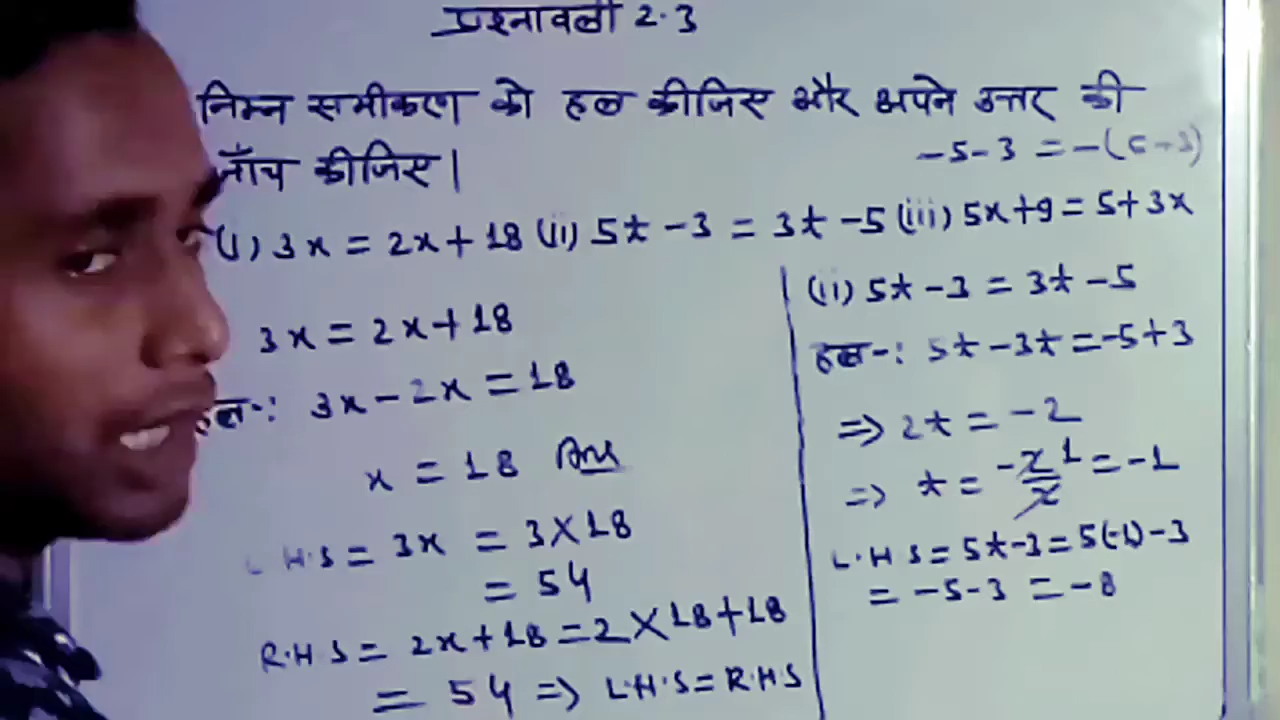 प्रश्नावली 2.3
निम्न समीकरण को हल कीजिए और अपने उत्तर की
जाँच कीजिए।
-5-3 = -(5+3)
(i) 3x = 2x+18 (ii) 5t -3 = 3t -5 (iii) 5x+9 = 5+3x
3x = 2x+18
हल-: 3x-2x = 18
x = 18 Ans
L.H.S = 3x = 3×18
= 54
R.H.S = 2x+18 = 2×18+18
= 54 => L.H.S = R.H.S
(ii) 5t -3 = 3t -5
हल-: 5t -3t = -5+3
=> 2t = -2
=> t = -2/2 1 = -1
L.H.S = 5t-3 = 5(-1)-3
= -5-3 = -8